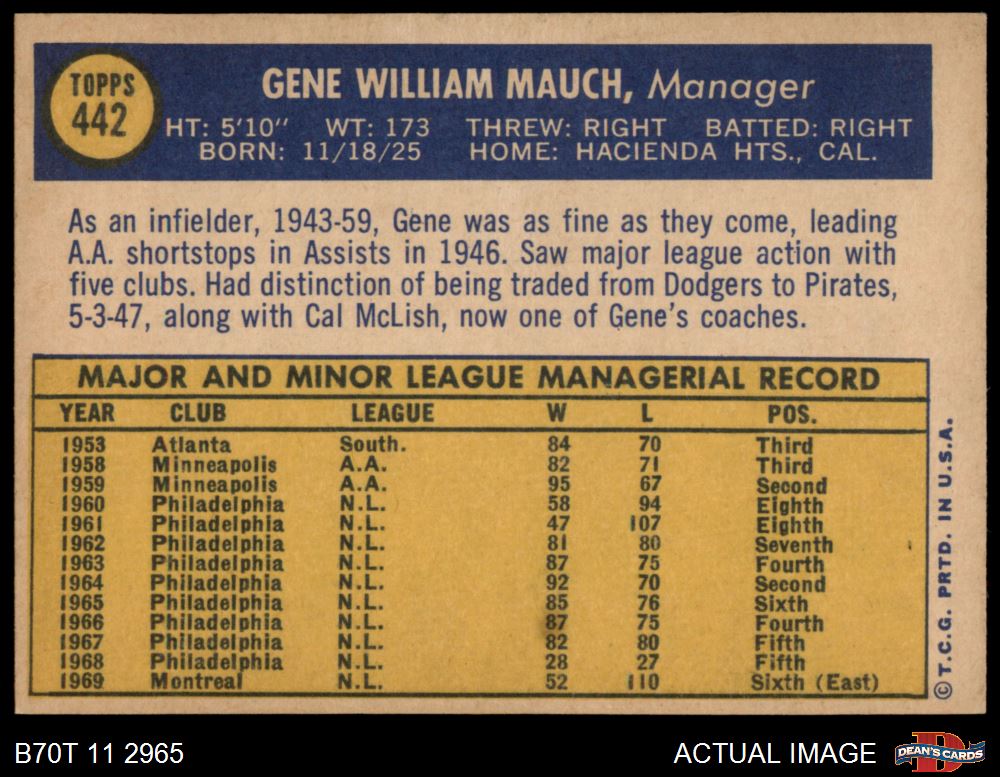 TOPPS
442
GENE WILLIAM MAUCH, Manager
HT: 5'10" WT: 173 THREW: RIGHT BATTED: RIGHT
BORN: 11/18/25 HOME: HACIENDA HTS., CAL.
As an infielder, 1943-59, Gene was as fine as they come, leading
A.A. shortstops in Assists in 1946. Saw major league action with
five clubs. Had distinction of being traded from Dodgers to Pirates,
5-3-47, along with Cal McLish, now one of Gene's coaches.
MAJOR AND MINOR LEAGUE MANAGERIAL RECORD
YEAR CLUB LEAGUE W L POS.
1953 Atlanta South. 84 70 Third
1958 Minneapolis A.A. 82 71 Third
1959 Minneapolis A.A. 95 67 Second
1960 Philadelphia N.L. 58 94 Eighth
1961 Philadelphia N.L. 47 107 Eighth
1962 Philadelphia N.L. 81 80 Seventh
1963 Philadelphia N.L. 87 75 Fourth
1964 Philadelphia N.L. 92 70 Second
1965 Philadelphia N.L. 85 76 Sixth
1966 Philadelphia N.L. 87 75 Fourth
1967 Philadelphia N.L. 82 80 Fifth
1968 Philadelphia N.L. 28 27 Fifth
1969 Montreal N.L. 52 110 Sixth (East)
© T.C.G. PRTD. IN U.S.A.
B70T 11 2965
ACTUAL IMAGE
D
DEAN'S CARDS